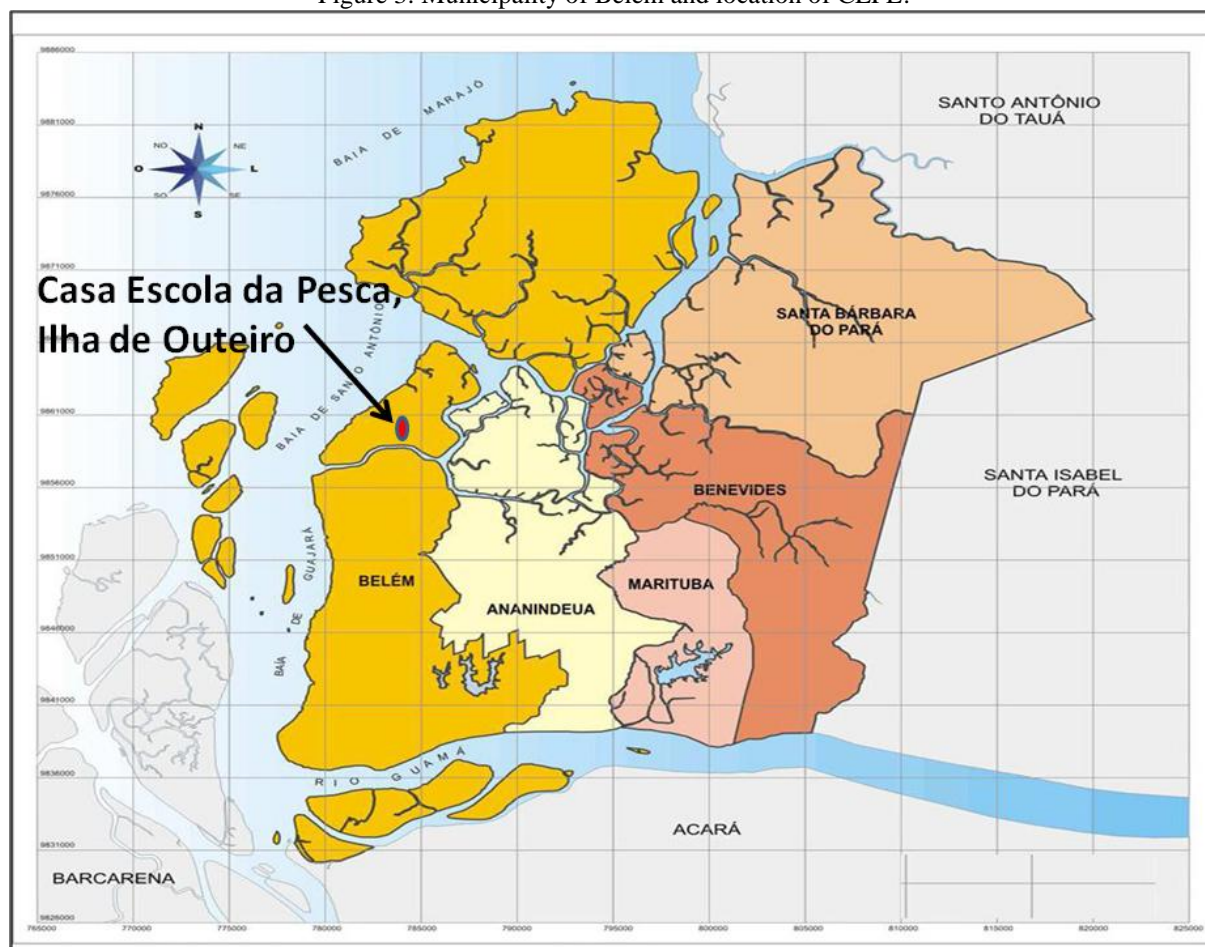 Municipality of Belém and location of
9886000
9881000
9876000
9871000
9861000
9856000
9851000
9846000
9841000
9836000
9831000
9826000
N
NO
NE
O
L
SO
SE
S
BAIA DE MARAJÓ
SANTO ANTÔNIO
DO TAUÁ
Casa Escola da Pesca,
Ilha de Outeiro
BAIA DE SANTO ANTÔNIO
SANTA BÁRBARA
DO PARÁ
SANTA ISABEL
DO PARÁ
BENEVIDES
BAÍA DE GUAJARÁ
BELÉM
MARITUBA
ANANINDEUA
RIO GUAMÁ
ACARÁ
BARCARENA
765000
770000
775000
780000
785000
790000
795000
800000
805000
810000
815000
820000
825000